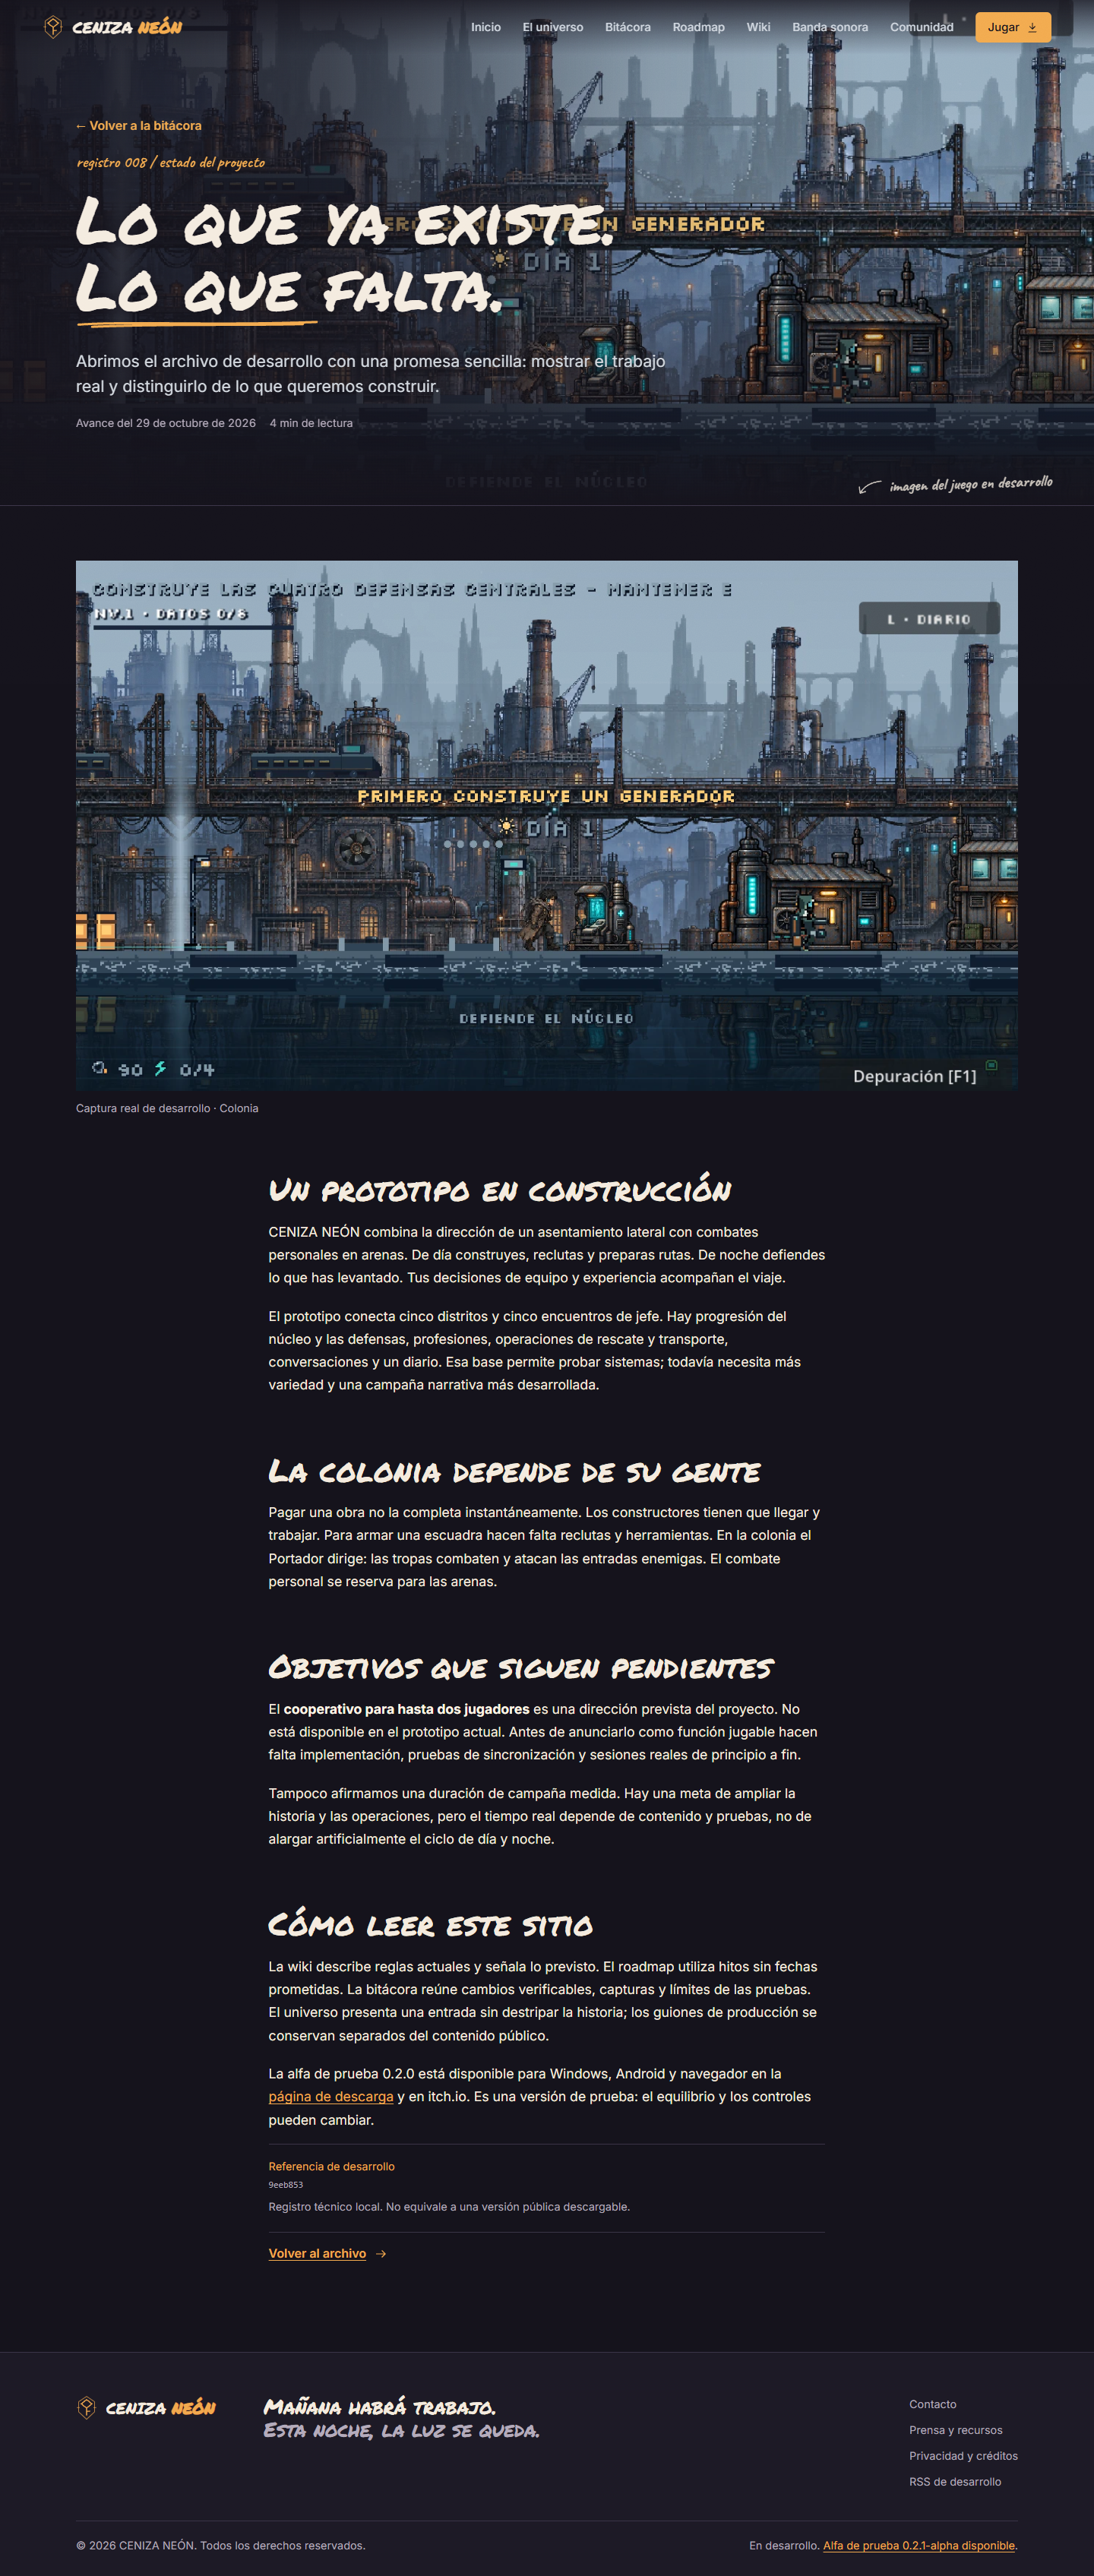 CENIZA NEÓN
Inicio El universo Bitácora Roadmap Wiki Banda sonora Comunidad Jugar
← Volver a la bitácora
registro 008 / estado del proyecto
Lo que ya existe.
Lo que falta.
UN GENERADOR
DÍA 1
Abrimos el archivo de desarrollo con una promesa sencilla: mostrar el trabajo
real y distinguirlo de lo que queremos construir.
Avance del 29 de octubre de 2026 4 min de lectura
DEFIENDE EL NÚCLEO
imagen del juego en desarrollo
CONSTRUYE LAS CUATRO DEFENSAS CENTRALES - MANTENER E
NV.1 · DATOS 0/6
L · DIARIO
PRIMERO CONSTRUYE UN GENERADOR
DÍA 1
DEFIENDE EL NÚCLEO
90 0/4
Depuración [F1]
Captura real de desarrollo · Colonia
Un prototipo en construcción
CENIZA NEÓN combina la dirección de un asentamiento lateral con combates
personales en arenas. De día construyes, reclutas y preparas rutas. De noche defiendes
lo que has levantado. Tus decisiones de equipo y experiencia acompañan el viaje.
El prototipo conecta cinco distritos y cinco encuentros de jefe. Hay progresión del
núcleo y las defensas, profesiones, operaciones de rescate y transporte,
conversaciones y un diario. Esa base permite probar sistemas; todavía necesita más
variedad y una campaña narrativa más desarrollada.
La colonia depende de su gente
Pagar una obra no la completa instantáneamente. Los constructores tienen que llegar y
trabajar. Para armar una escuadra hacen falta reclutas y herramientas. En la colonia el
Portador dirige: las tropas combaten y atacan las entradas enemigas. El combate
personal se reserva para las arenas.
Objetivos que siguen pendientes
El cooperativo para hasta dos jugadores es una dirección prevista del proyecto. No
está disponible en el prototipo actual. Antes de anunciarlo como función jugable hacen
falta implementación, pruebas de sincronización y sesiones reales de principio a fin.
Tampoco afirmamos una duración de campaña medida. Hay una meta de ampliar la
historia y las operaciones, pero el tiempo real depende de contenido y pruebas, no de
alargar artificialmente el ciclo de día y noche.
Cómo leer este sitio
La wiki describe reglas actuales y señala lo previsto. El roadmap utiliza hitos sin fechas
prometidas. La bitácora reúne cambios verificables, capturas y límites de las pruebas.
El universo presenta una entrada sin destripar la historia; los guiones de producción se
conservan separados del contenido público.
La alfa de prueba 0.2.0 está disponible para Windows, Android y navegador en la
página de descarga y en itch.io. Es una versión de prueba: el equilibrio y los controles
pueden cambiar.
Referencia de desarrollo
9eeb853
Registro técnico local. No equivale a una versión pública descargable.
Volver al archivo →
CENIZA NEÓN
Mañana habrá trabajo.
Esta noche, la luz se queda.
Contacto
Prensa y recursos
Privacidad y créditos
RSS de desarrollo
© 2026 CENIZA NEÓN. Todos los derechos reservados.
En desarrollo. Alfa de prueba 0.2.1-alpha disponible.